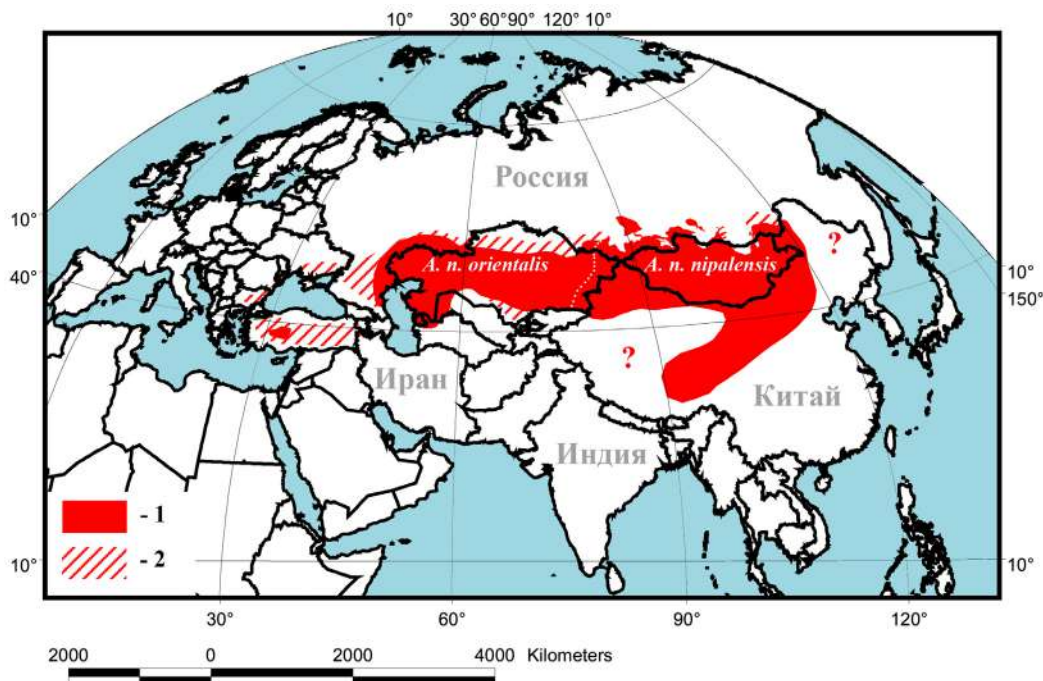 10° 30° 60° 90° 120° 10°
Россия
10°
?
40°
A. n. orientalis
A. n. nipalensis
10°
150°
?
Иран
Китай
Индия
- 1
- 2
10°
10°
30°
60°
90°
120°
2000 0 2000 4000 Kilometers